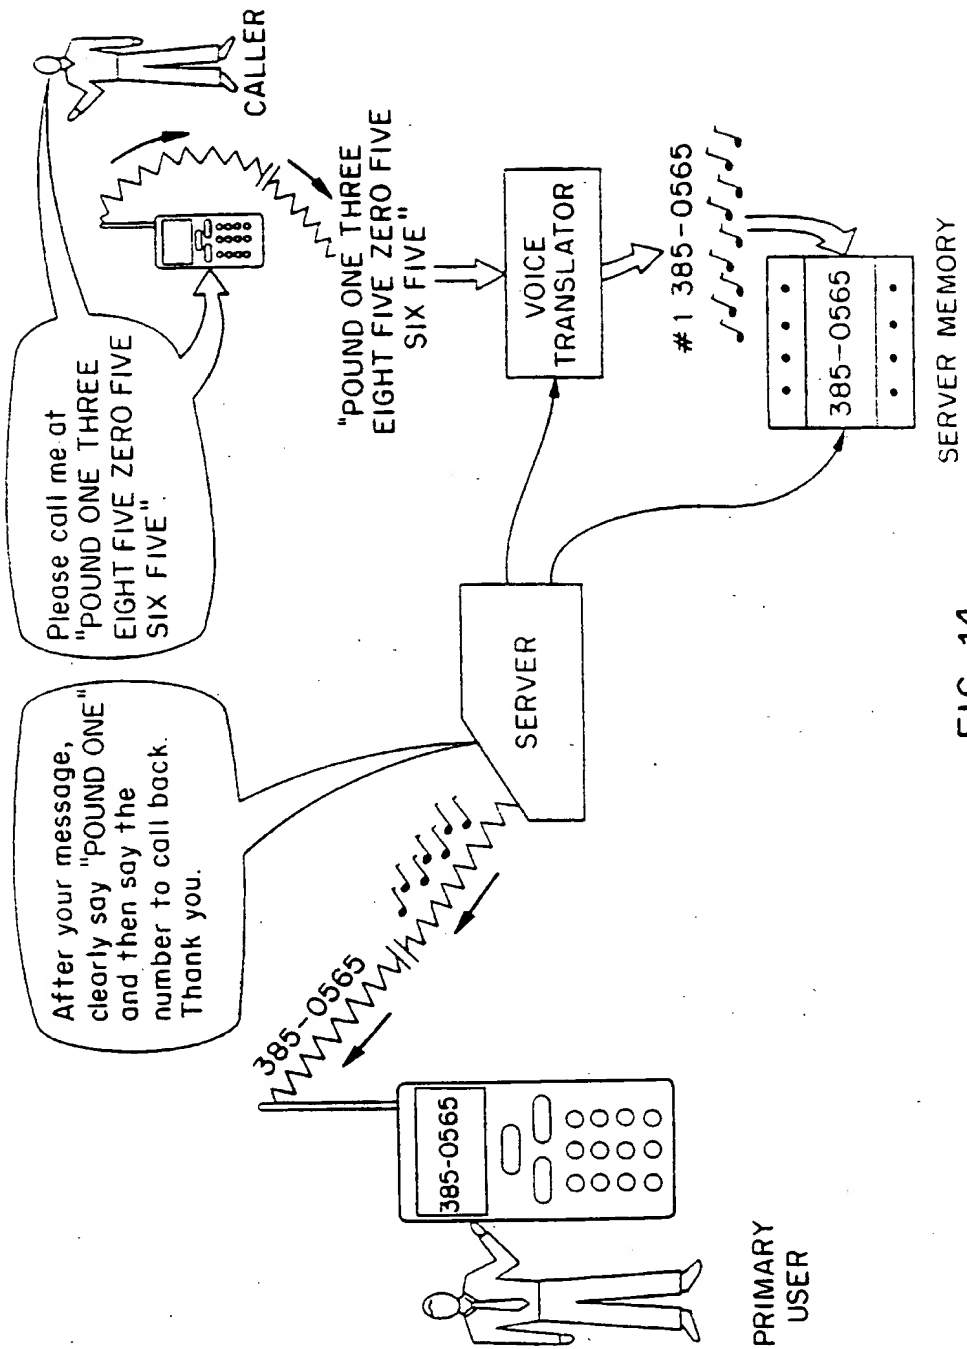 After your message,
clearly say "POUND ONE"
and then say the
number to call back.
Thank you.
Please call me at
"POUND ONE THREE
EIGHT FIVE ZERO FIVE
SIX FIVE".
CALLER
"POUND ONE THREE
EIGHT FIVE ZERO FIVE
SIX FIVE"
VOICE
TRANSLATOR
#1 385-0565
385-0565
SERVER MEMORY
SERVER
385-0565
385-0565
PRIMARY
USER
FIG. 14